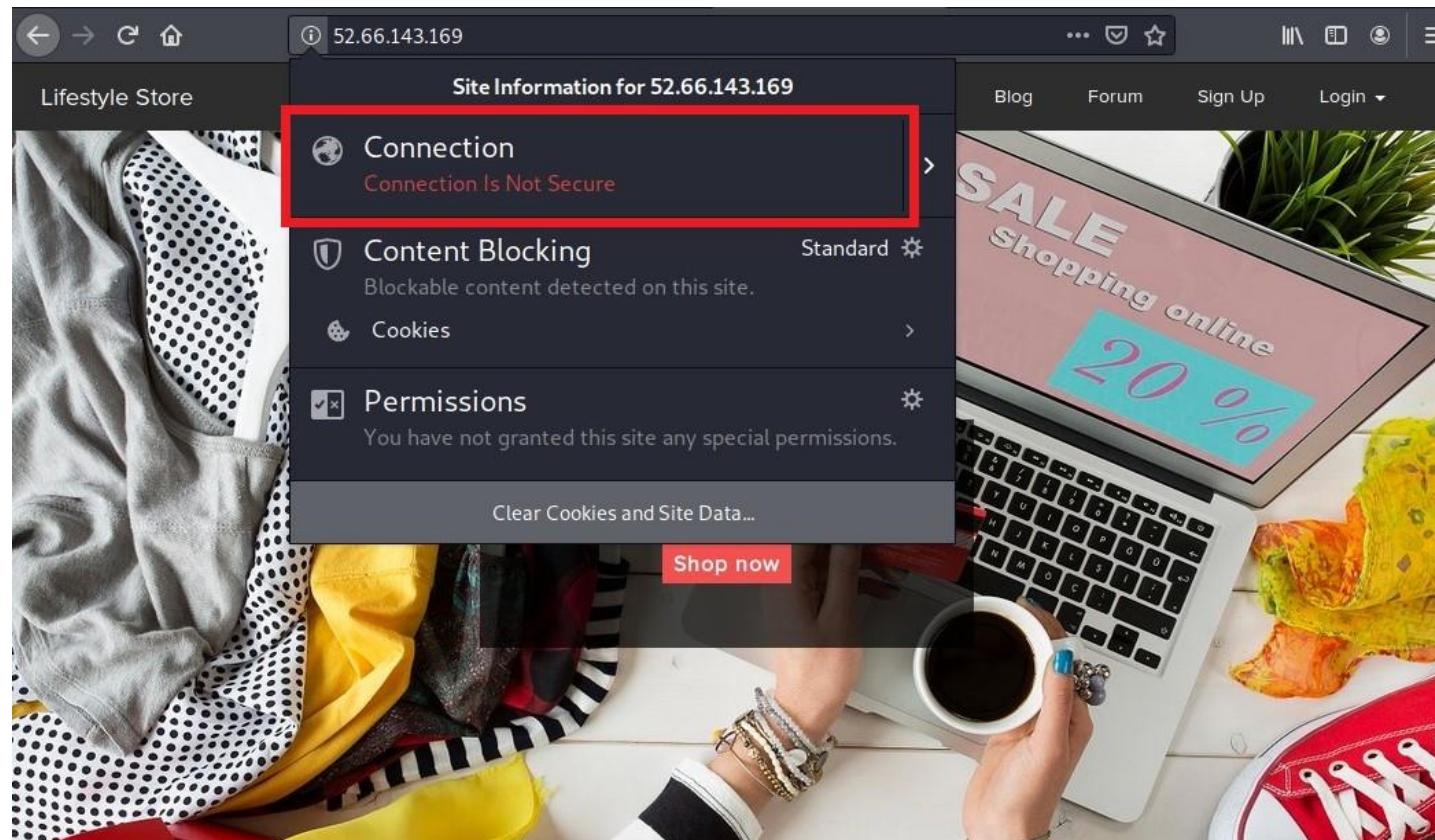 52.66.143.169
Lifestyle Store
Blog Forum Sign Up Login
Site Information for 52.66.143.169
Connection
Connection Is Not Secure
Content Blocking Standard
Blockable content detected on this site.
Cookies
Permissions
You have not granted this site any special permissions.
Clear Cookies and Site Data...
Shop now
SALE
Shopping online
20 %